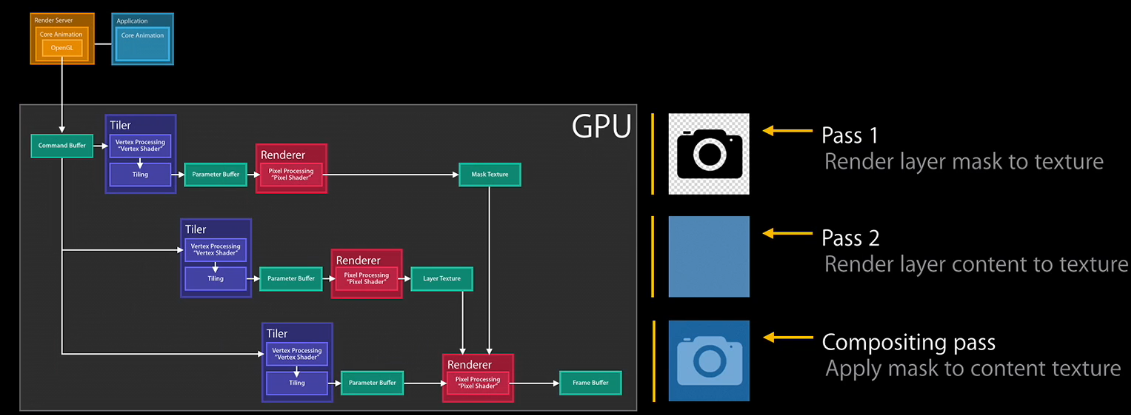 Render Server
Core Animation
OpenGL
Application
Core Animation
GPU
Command Buffer
Tiler
Vertex Processing
"Vertex Shader"
Tiling
Parameter Buffer
Renderer
Pixel Processing
"Pixel Shader"
Mask Texture
Tiler
Vertex Processing
"Vertex Shader"
Tiling
Parameter Buffer
Renderer
Pixel Processing
"Pixel Shader"
Layer Texture
Tiler
Vertex Processing
"Vertex Shader"
Tiling
Parameter Buffer
Renderer
Pixel Processing
"Pixel Shader"
Frame Buffer
Pass 1
Render layer mask to texture
Pass 2
Render layer content to texture
Compositing pass
Apply mask to content texture